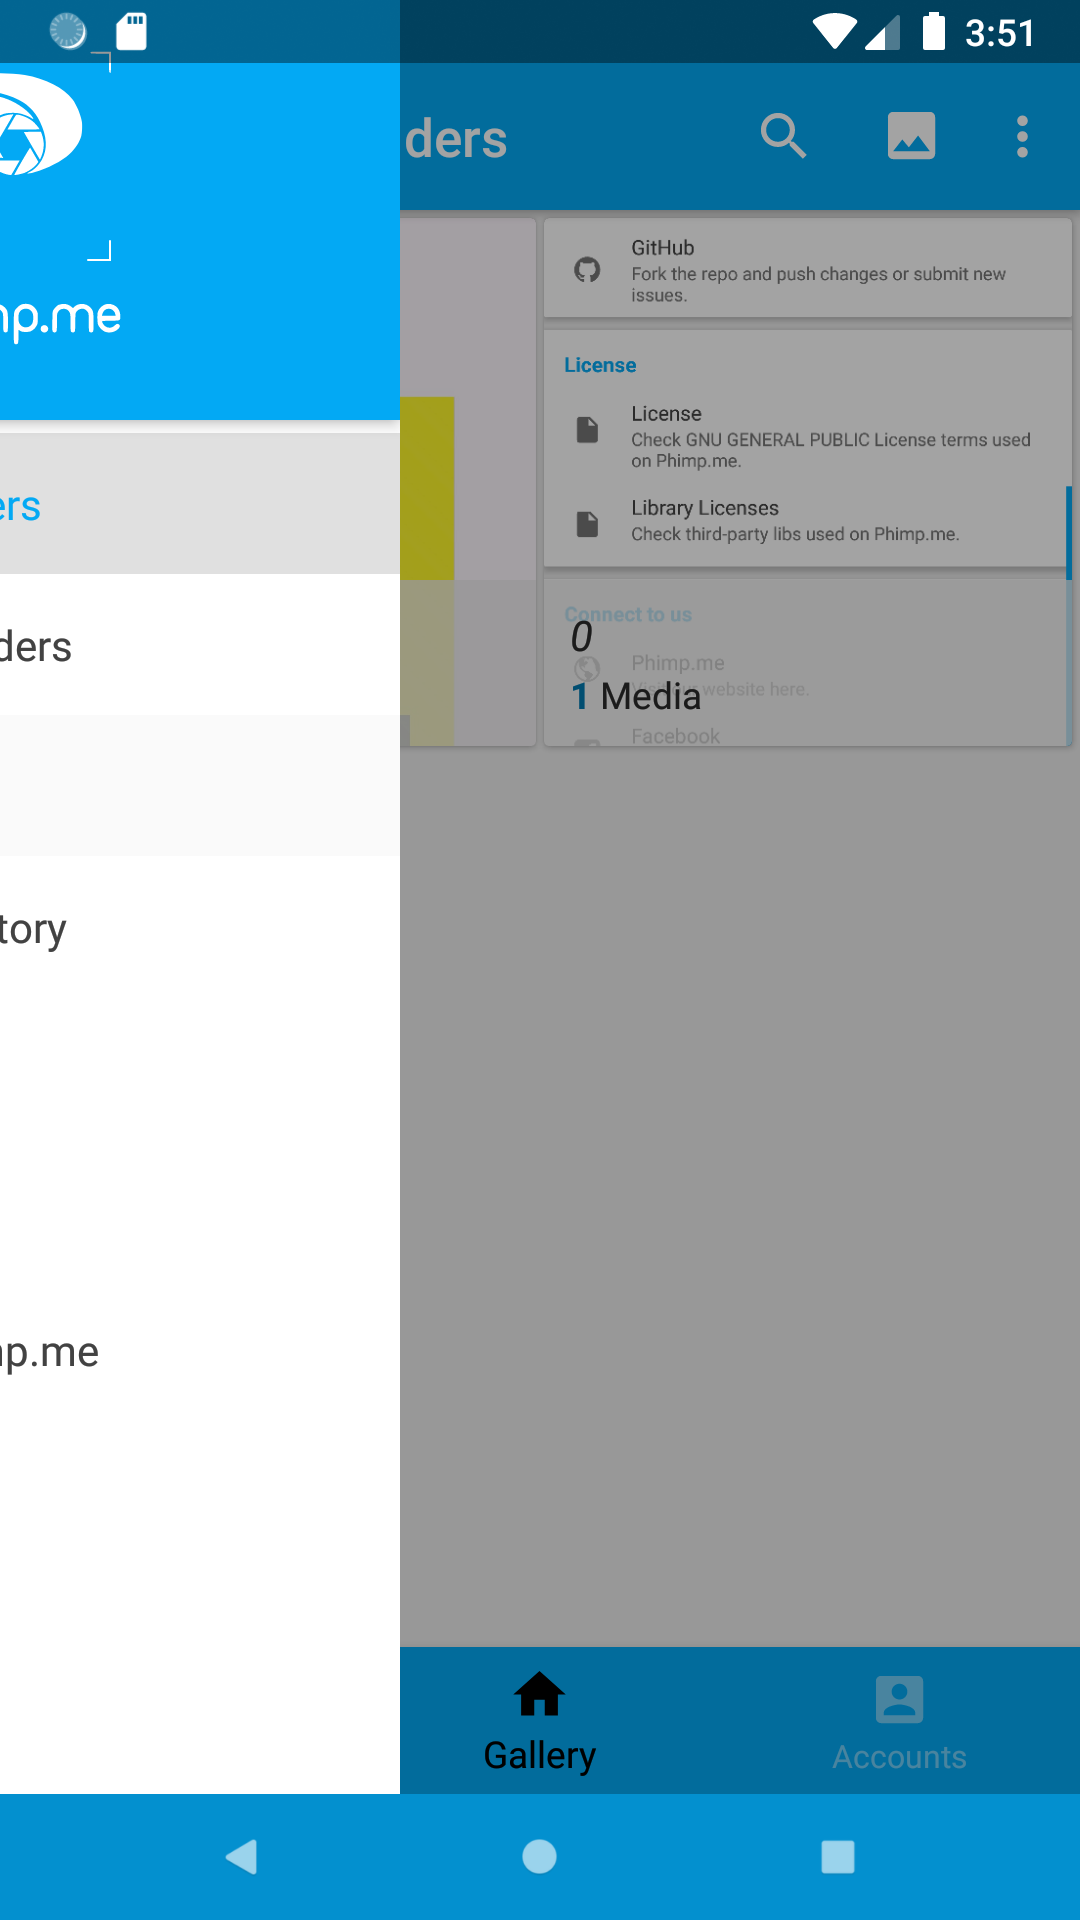 3:51
ders
np.me
ers
ders
tory
np.me
GitHub
Fork the repo and push changes or submit new
issues.
License
License
Check GNU GENERAL PUBLIC License terms used
on Phimp.me.
Library Licenses
Check third-party libs used on Phimp.me.
Connect to us
0
Phimp.me
Visit our website here.
1 Media
Facebook
Gallery
Accounts